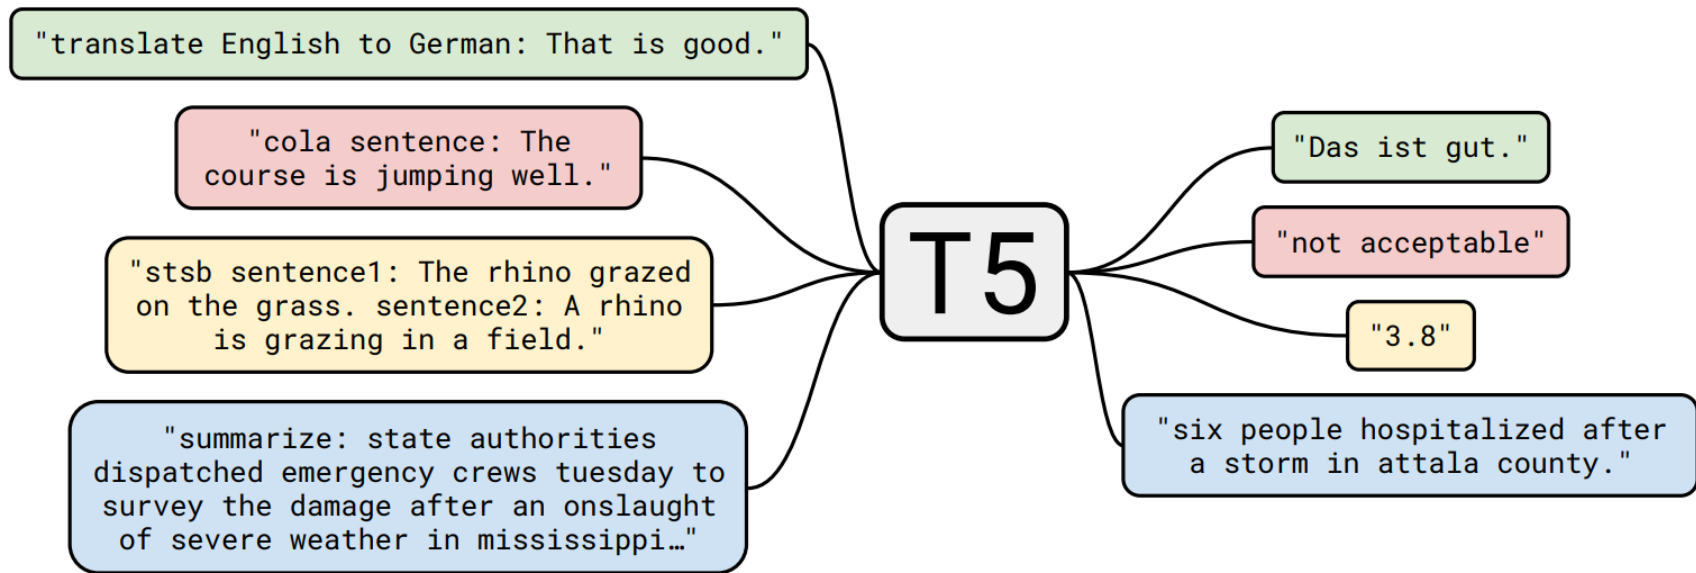 "translate English to German: That is good."
"cola sentence: The
course is jumping well."
"stsb sentence1: The rhino grazed
on the grass. sentence2: A rhino
is grazing in a field."
"summarize: state authorities
dispatched emergency crews tuesday to
survey the damage after an onslaught
of severe weather in mississippi…"
T5
"Das ist gut."
"not acceptable"
"3.8"
"six people hospitalized after
a storm in attala county."